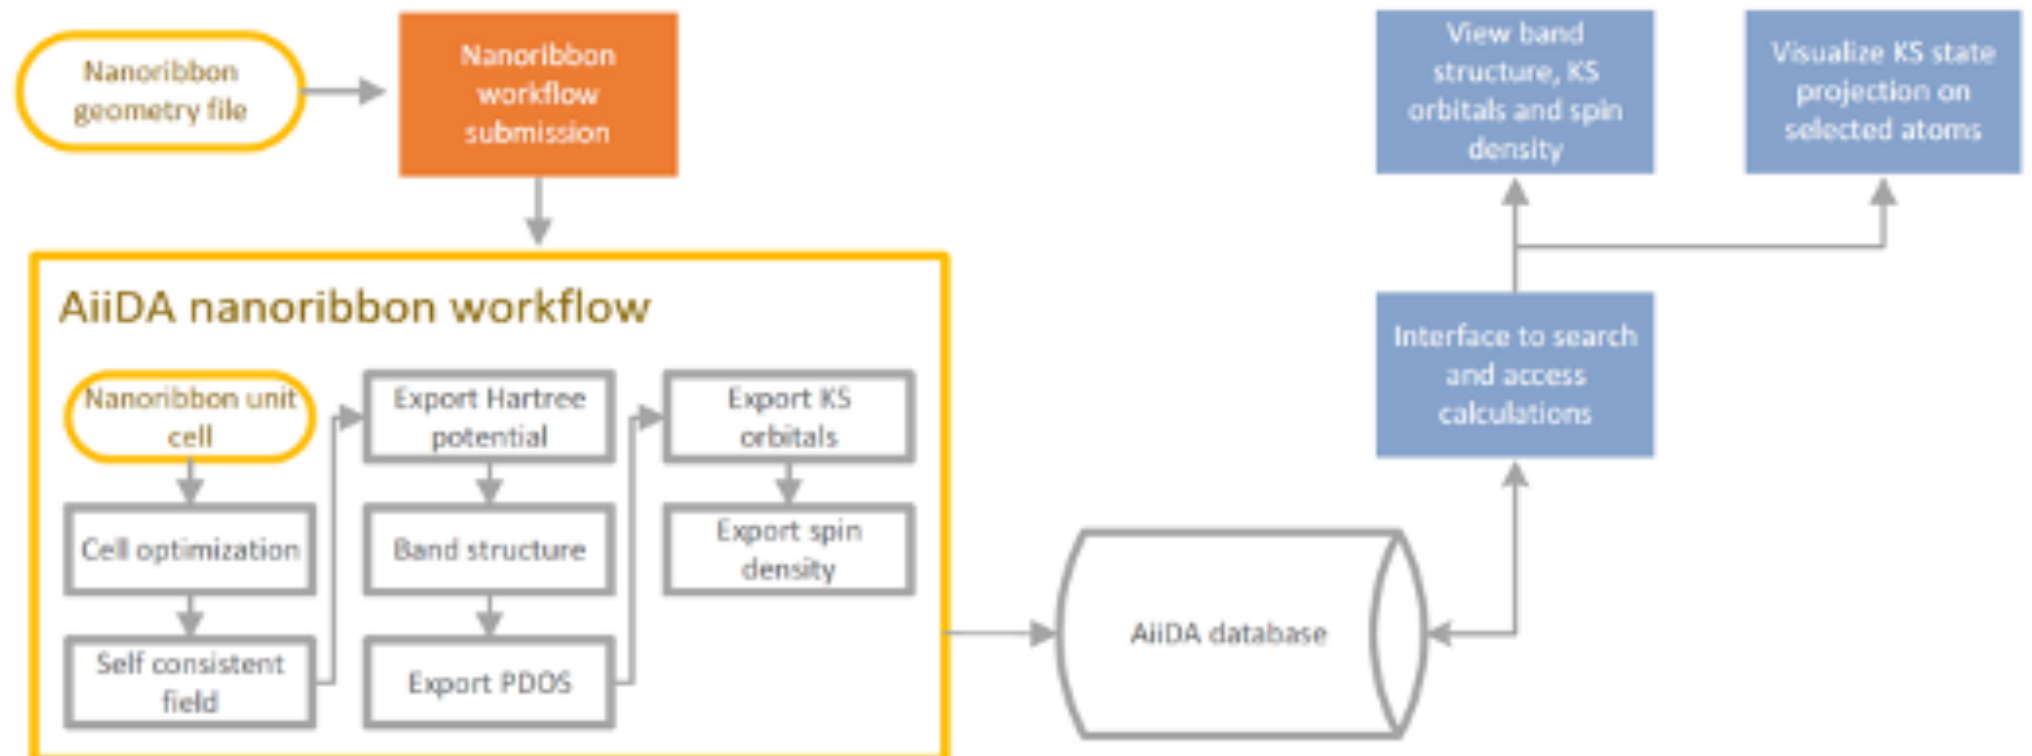 Nanoribbon
geometry file
Nanoribbon
workflow
submission
View band
structure, KS
orbitals and spin
density
Visualize KS state
projection on
selected atoms
AiiDA nanoribbon workflow
Nanoribbon unit
cell
Cell optimization
Self consistent
field
Export Hartree
potential
Band structure
Export PDOS
Export KS
orbitals
Export spin
density
Interface to search
and access
calculations
AiiDA database